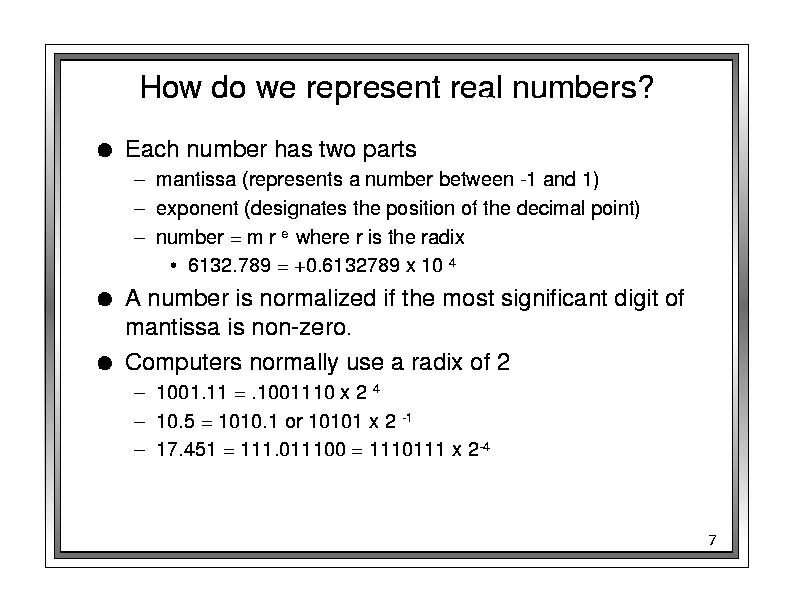 How do we represent real numbers?
● Each number has two parts
– mantissa (represents a number between -1 and 1)
– exponent (designates the position of the decimal point)
– number = m r e where r is the radix
• 6132.789 = +0.6132789 x 10 4
● A number is normalized if the most significant digit of
mantissa is non-zero.
● Computers normally use a radix of 2
– 1001.11 = .1001110 x 2 4
– 10.5 = 1010.1 or 10101 x 2 -1
– 17.451 = 111.011100 = 1110111 x 2-4
7